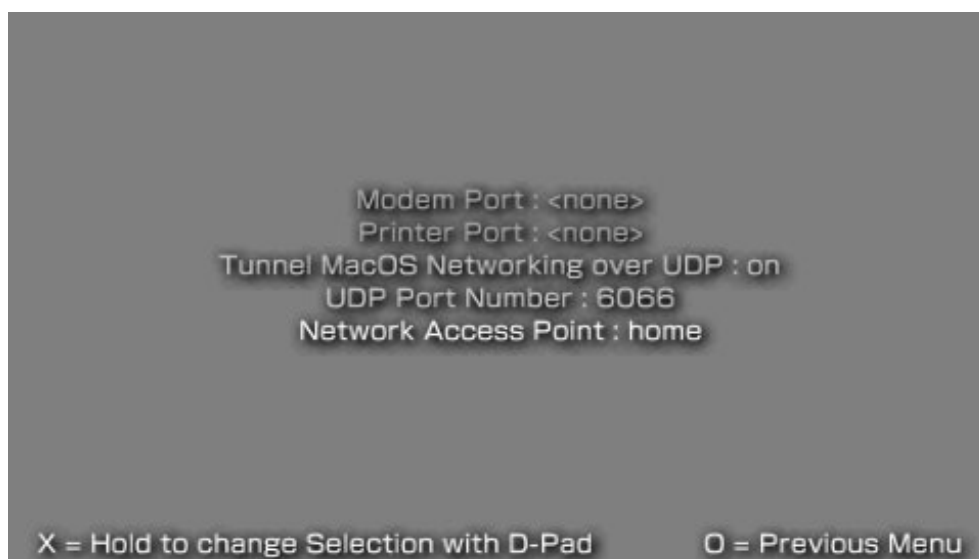 Modem Port : <none>
Printer Port : <none>
Tunnel MacOS Networking over UDP : on
UDP Port Number : 6066
Network Access Point : home
X = Hold to change Selection with D-Pad
O = Previous Menu